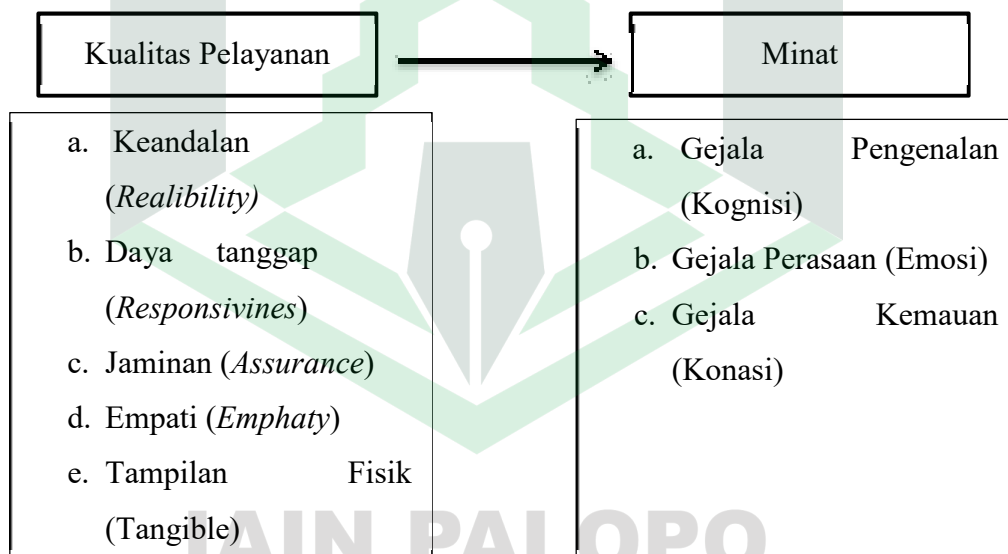 Kualitas Pelayanan
Minat
a. Keandalan
(Realibility)
b. Daya tanggap
(Responsivines)
c. Jaminan (Assurance)
d. Empati (Emphaty)
e. Tampilan Fisik
(Tangible)
a. Gejala Pengenalan
(Kognisi)
b. Gejala Perasaan (Emosi)
c. Gejala Kemauan
(Konasi)
IAIN PALOPO